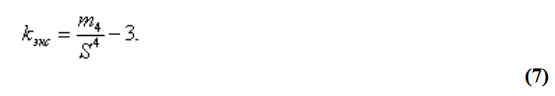 k_экс = m_4 / S^4 − 3.
(7)